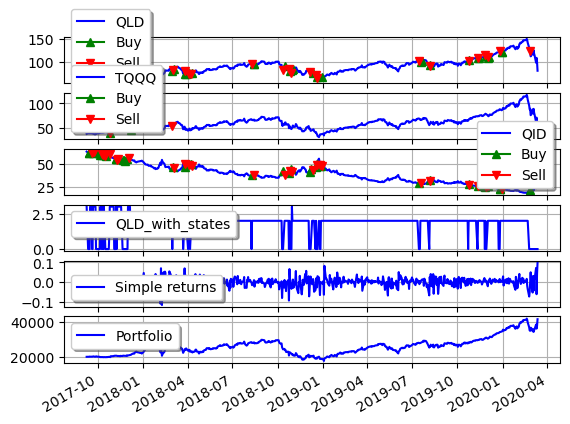 QLD
Buy
Sell
150
100
TQQQ
Buy
Sell
100
50
QID
Buy
Sell
50
25
QLD_with_states
2.5
0.0
Simple returns
0.1
0.0
−0.1
Portfolio
40000
20000
2017-10
2018-01
2018-04
2018-07
2018-10
2019-01
2019-04
2019-07
2019-10
2020-01
2020-04